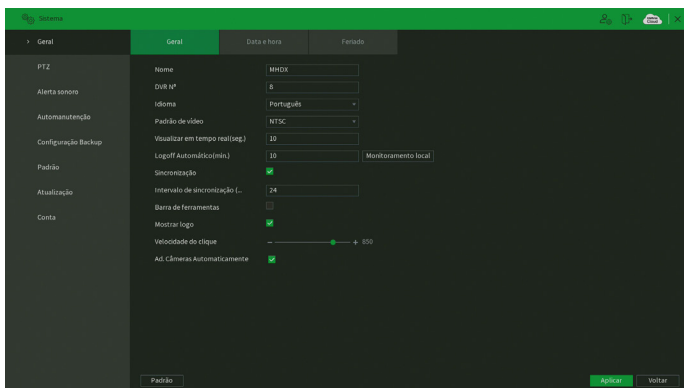 Sistema
Intelbras Cloud
> Geral
PTZ
Alerta sonoro
Automanutenção
Configuração Backup
Padrão
Atualização
Conta
Geral Data e hora Feriado
Nome MHDX
DVR Nº 8
Idioma Português
Padrão de vídeo NTSC
Visualizar em tempo real(seg.) 10
Logoff Automático(min.) 10 Monitoramento local
Sincronização
Intervalo de sincronização (... 24
Barra de ferramentas
Mostrar logo
Velocidade do clique − + 850
Ad. Câmeras Automaticamente
Padrão Aplicar Voltar